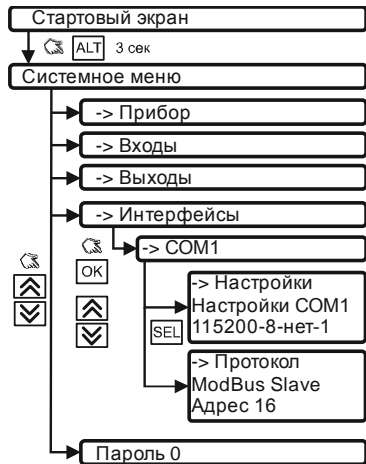 Стартовый экран
ALT 3 сек
Системное меню
-> Прибор
-> Входы
-> Выходы
-> Интерфейсы
-> COM1
OK
-> Настройки
Настройки COM1
115200-8-нет-1
SEL
-> Протокол
ModBus Slave
Адрес 16
Пароль 0